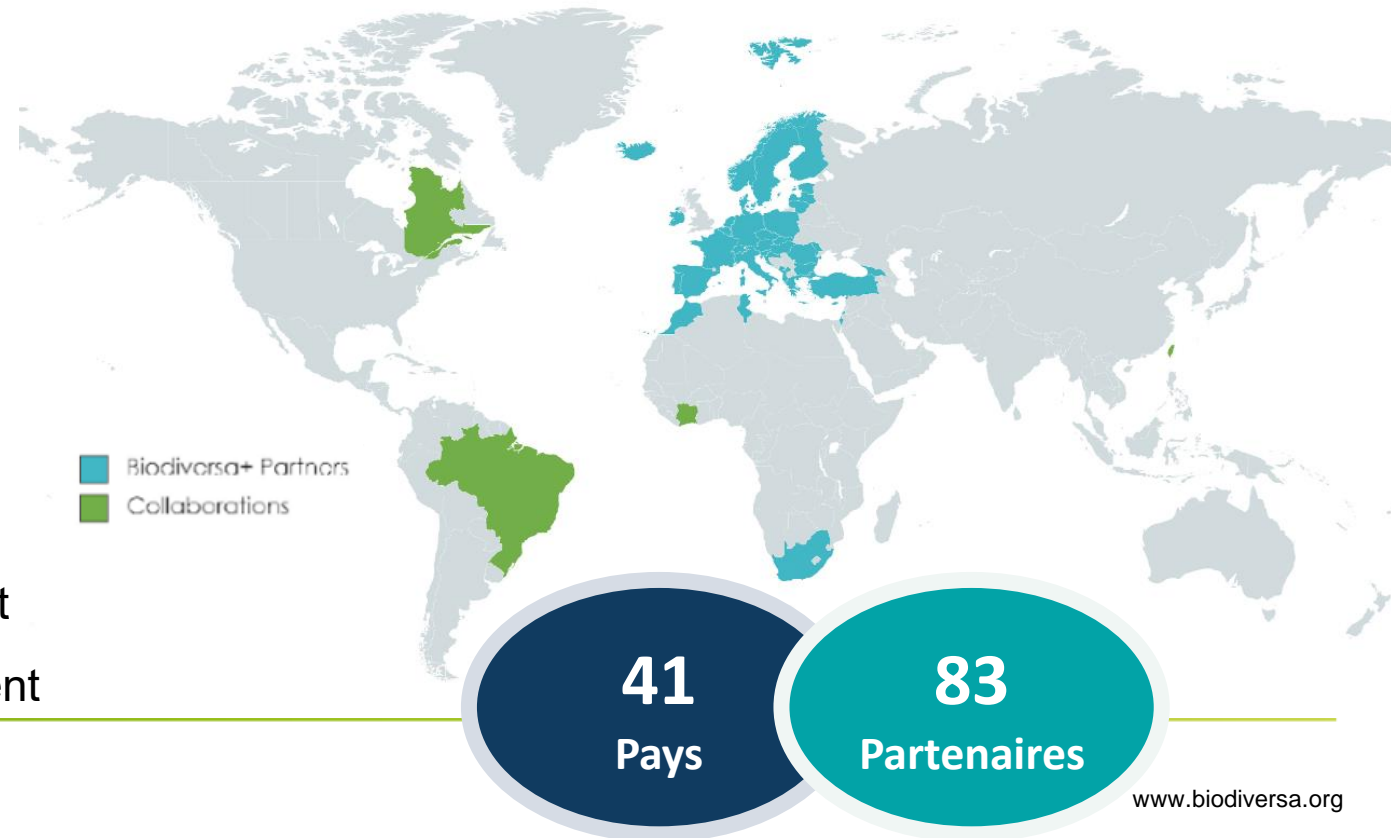 Biodiversa+ Partners
Collaborations
t
ent
41
Pays
83
Partenaires
www.biodiversa.org